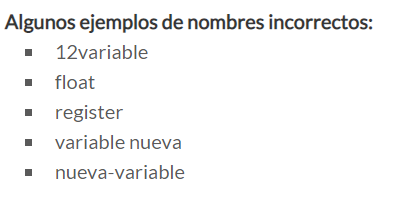 Algunos ejemplos de nombres incorrectos:
12variable
float
register
variable nueva
nueva-variable